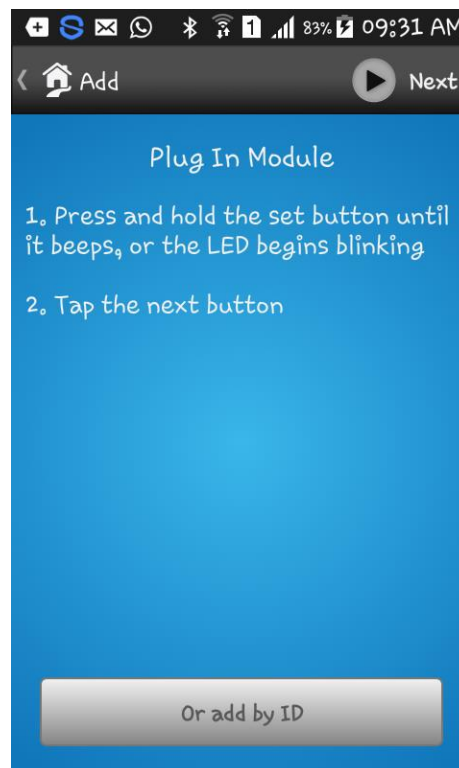 1 83% 09:31 AM
Add Next
Plug In Module
1. Press and hold the set button until
it beeps, or the LED begins blinking
2. Tap the next button
Or add by ID